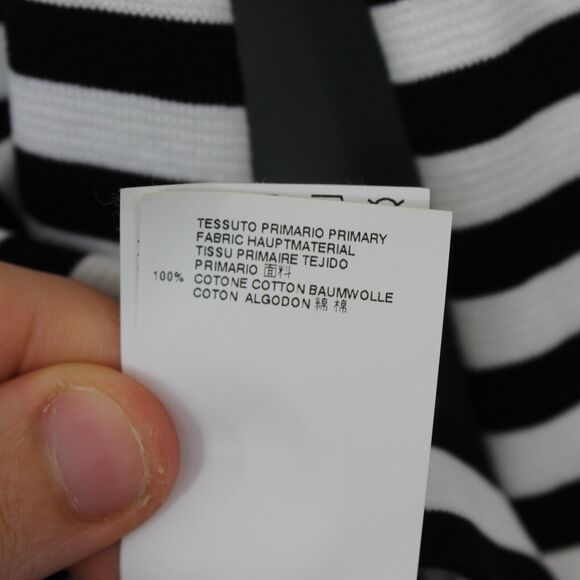 TESSUTO PRIMARIO PRIMARY
FABRIC HAUPTMATERIAL
TISSU PRIMAIRE TEJIDO
PRIMARIO 面料
100% COTONE COTTON BAUMWOLLE
COTON ALGODON 綿 棉